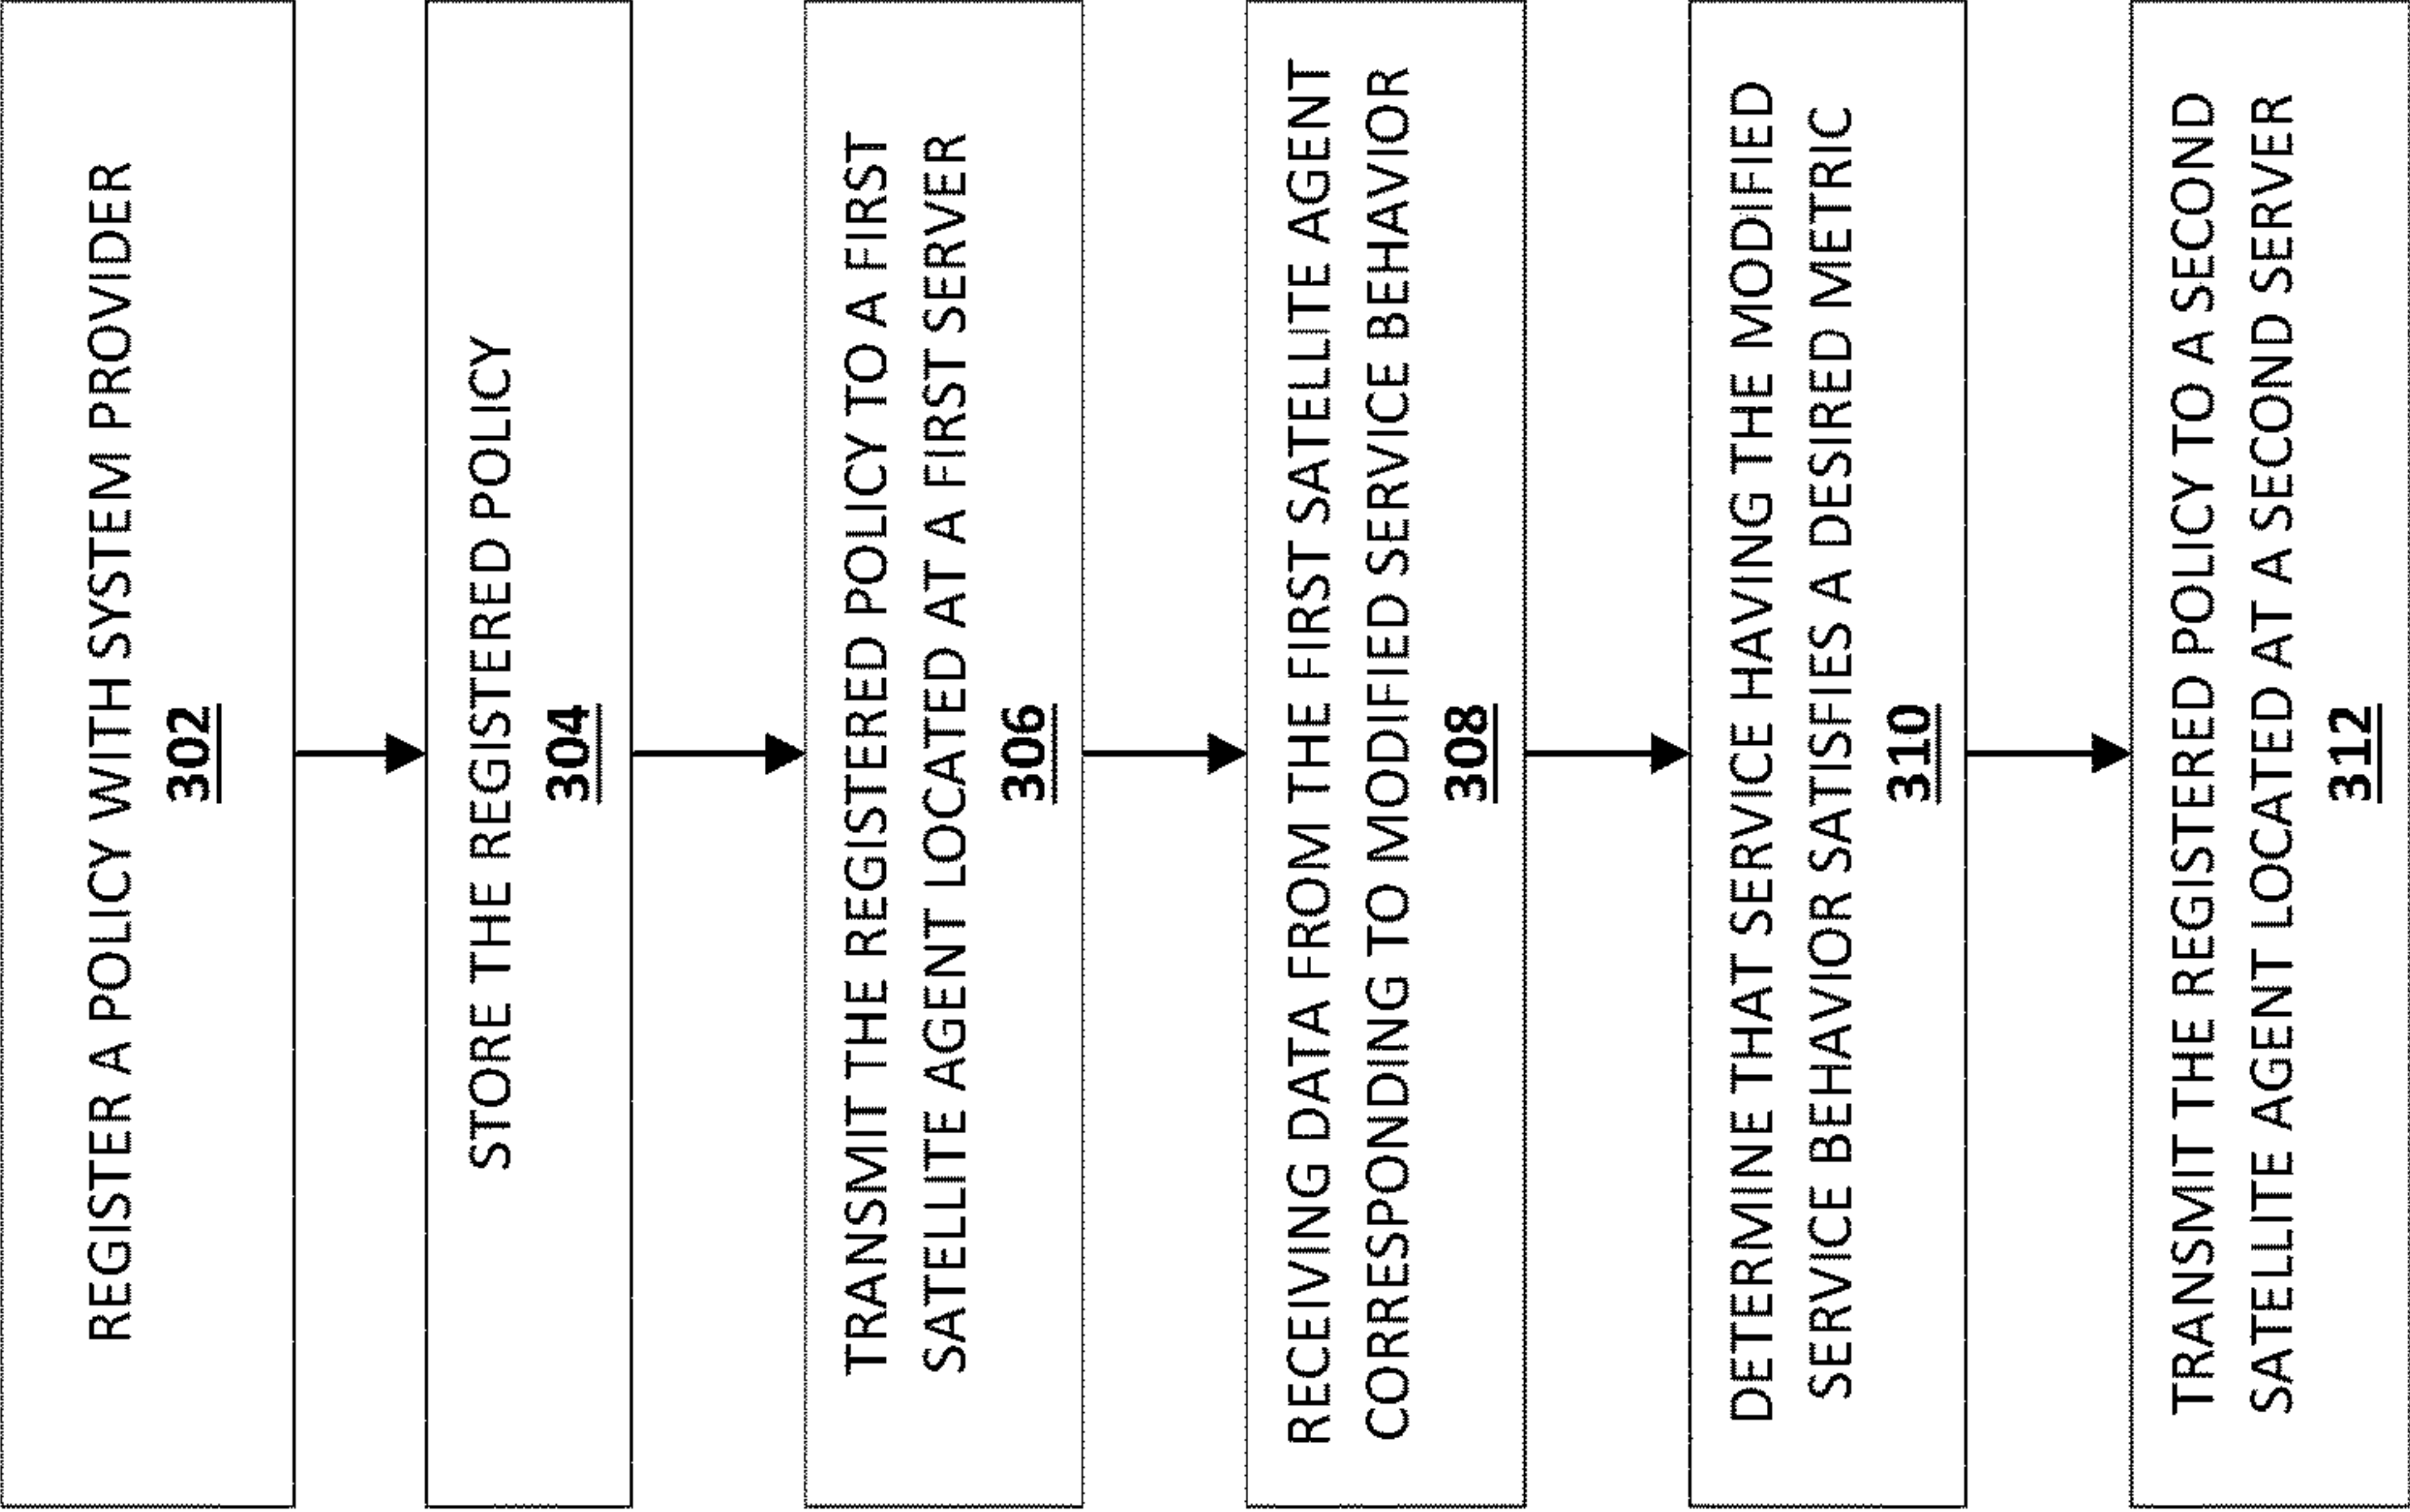 REGISTER A POLICY WITH SYSTEM PROVIDER
302
STORE THE REGISTERED POLICY
304
TRANSMIT THE REGISTERED POLICY TO A FIRST
SATELLITE AGENT LOCATED AT A FIRST SERVER
306
RECEIVING DATA FROM THE FIRST SATELLITE AGENT
CORRESPONDING TO MODIFIED SERVICE BEHAVIOR
308
DETERMINE THAT SERVICE HAVING THE MODIFIED
SERVICE BEHAVIOR SATISFIES A DESIRED METRIC
310
TRANSMIT THE REGISTERED POLICY TO A SECOND
SATELLITE AGENT LOCATED AT A SECOND SERVER
312